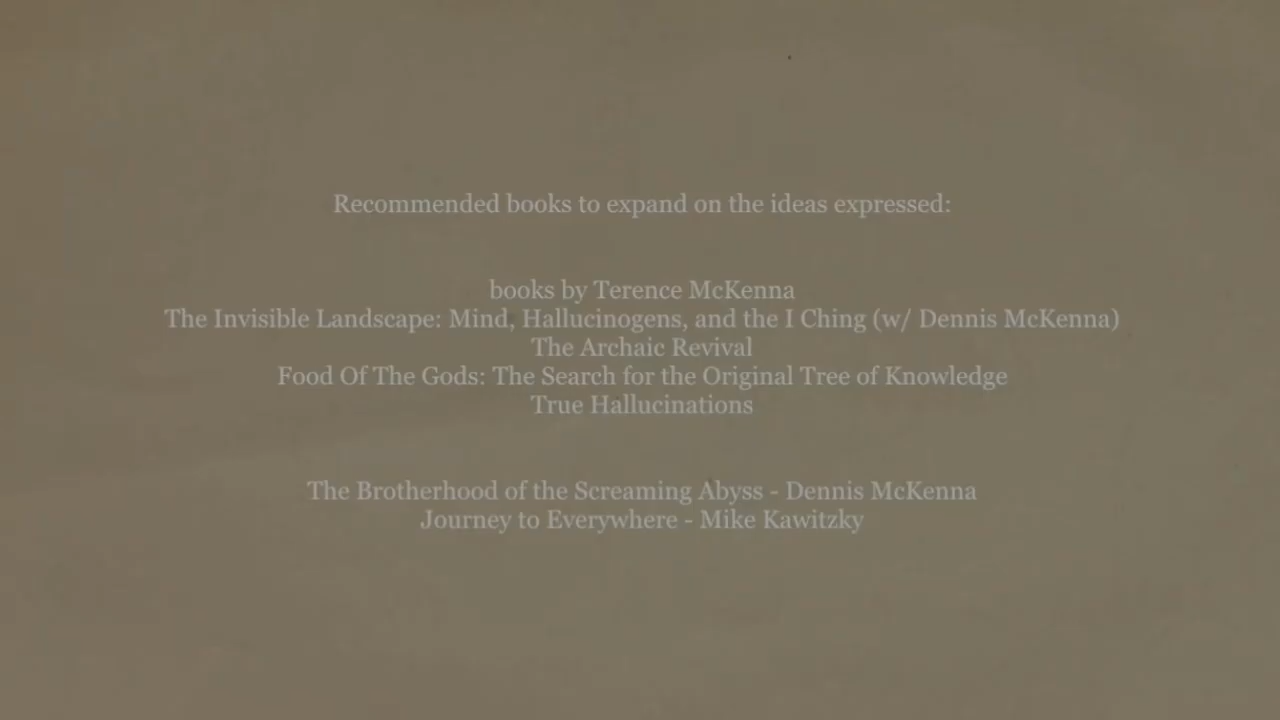 Recommended books to expand on the ideas expressed:
books by Terence McKenna
The Invisible Landscape: Mind, Hallucinogens, and the I Ching (w/ Dennis McKenna)
The Archaic Revival
Food Of The Gods: The Search for the Original Tree of Knowledge
True Hallucinations
The Brotherhood of the Screaming Abyss - Dennis McKenna
Journey to Everywhere - Mike Kawitzky